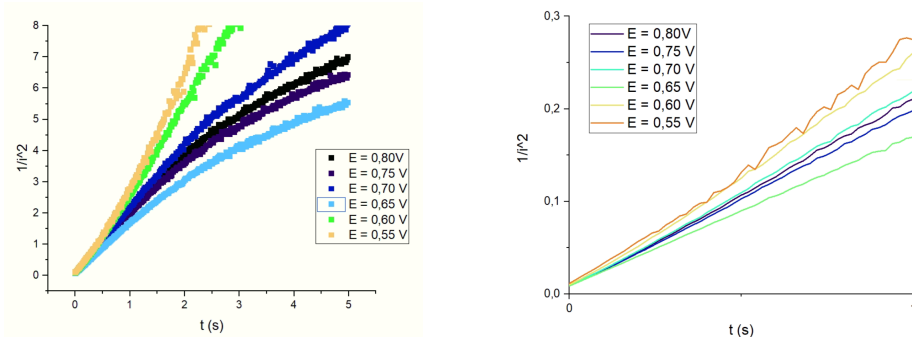 8
7
6
5
4
3
2
1
0
1/i^2
E = 0,80V
E = 0,75 V
E = 0,70 V
E = 0,65 V
E = 0,60 V
E = 0,55 V
0
1
2
3
4
5
t (s)
0,3
0,2
0,1
0,0
1/i^2
E = 0,80V
E = 0,75 V
E = 0,70 V
E = 0,65 V
E = 0,60 V
E = 0,55 V
0
t (s)